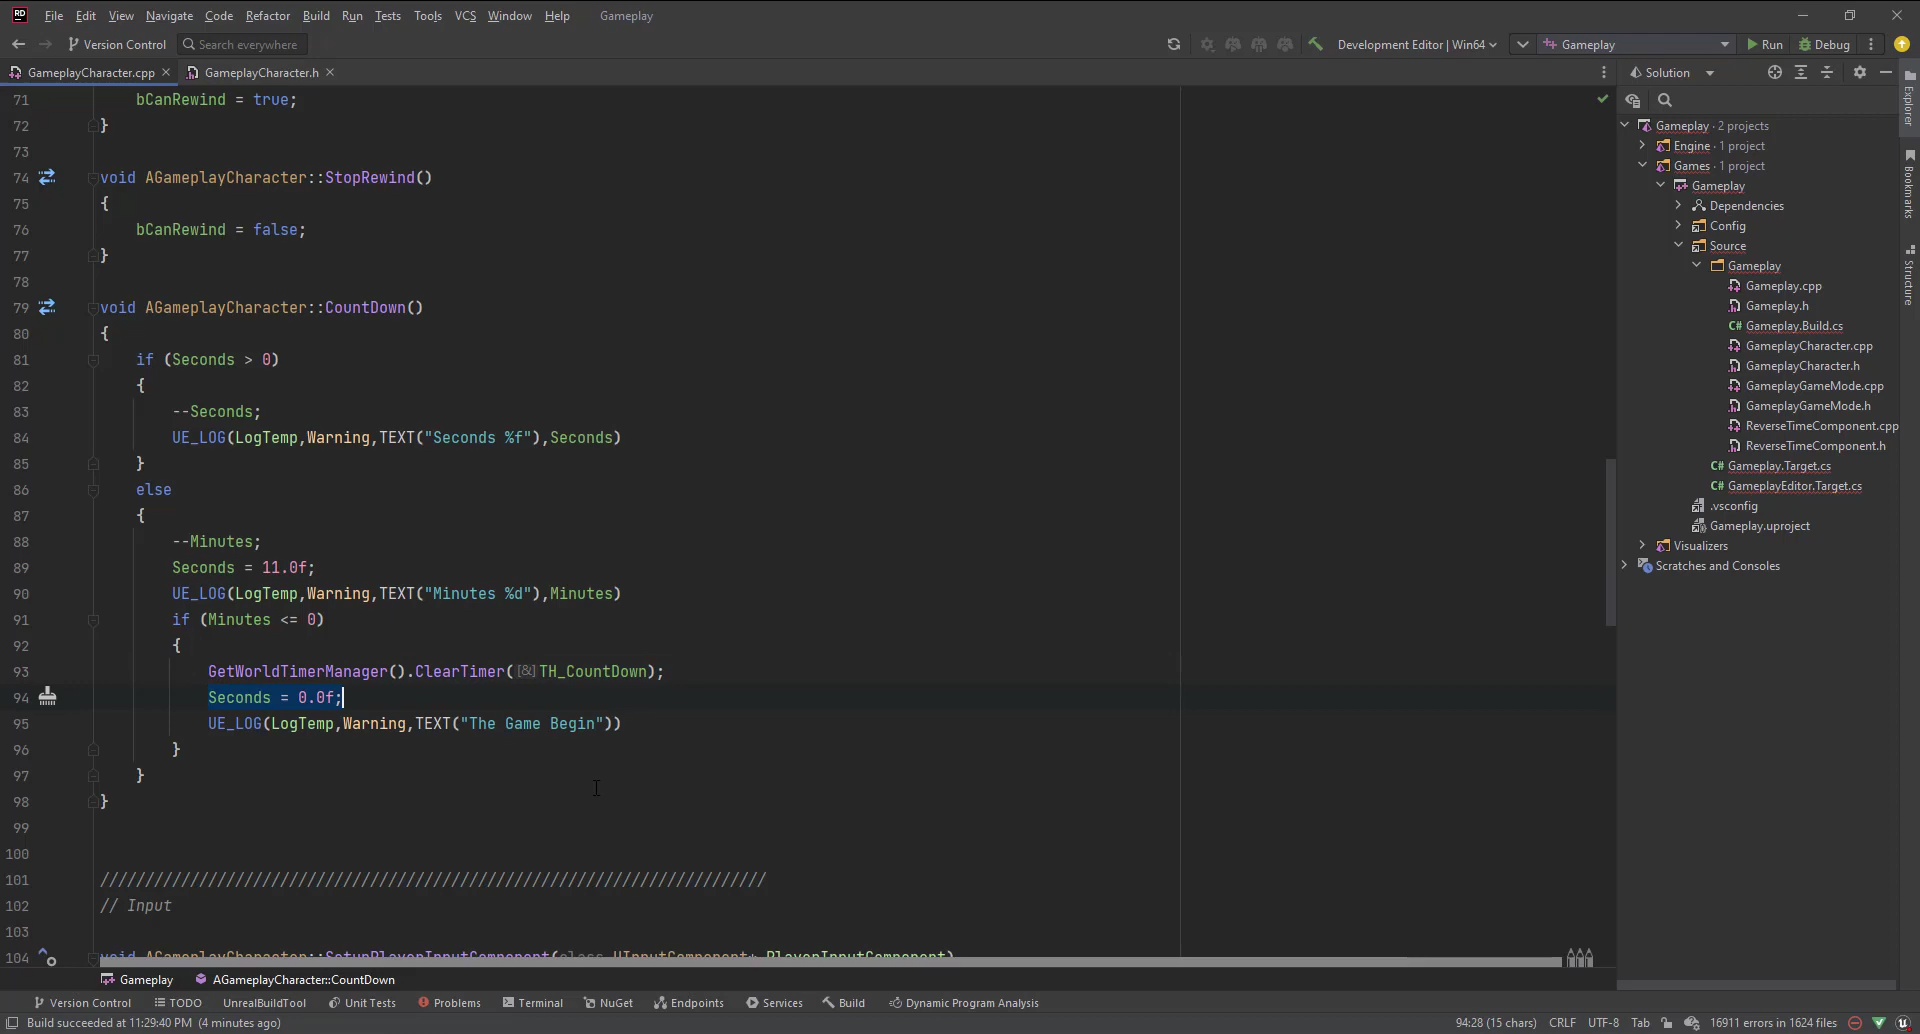 File Edit View Navigate Code Refactor Build Run Tests Tools VCS Window Help Gameplay
Version Control Search everywhere Development Editor | Win64 Gameplay Run Debug
GameplayCharacter.cpp GameplayCharacter.h Solution
71 bCanRewind = true;
72 }
73
74 void AGameplayCharacter::StopRewind()
75 {
76 bCanRewind = false;
77 }
78
79 void AGameplayCharacter::CountDown()
80 {
81 if (Seconds > 0)
82 {
83 --Seconds;
84 UE_LOG(LogTemp,Warning,TEXT("Seconds %f"),Seconds)
85 }
86 else
87 {
88 --Minutes;
89 Seconds = 11.0f;
90 UE_LOG(LogTemp,Warning,TEXT("Minutes %d"),Minutes)
91 if (Minutes <= 0)
92 {
93 GetWorldTimerManager().ClearTimer([&]TH_CountDown);
94 Seconds = 0.0f;
95 UE_LOG(LogTemp,Warning,TEXT("The Game Begin"))
96 }
97 }
98 }
99
100
101 //////////////////////////////////////////////////////////////////////////
102 // Input
103
104 void AGameplayCharacter::SetupPlayerInputComponent(class UInputComponent* PlayerInputComponent)
Gameplay · 2 projects
Engine · 1 project
Games · 1 project
Gameplay
Dependencies
Config
Source
Gameplay
Gameplay.cpp
Gameplay.h
C# Gameplay.Build.cs
GameplayCharacter.cpp
GameplayCharacter.h
GameplayGameMode.cpp
GameplayGameMode.h
ReverseTimeComponent.cpp
ReverseTimeComponent.h
C# Gameplay.Target.cs
C# GameplayEditor.Target.cs
.vsconfig
Gameplay.uproject
Visualizers
Scratches and Consoles
Explorer
Bookmarks
Structure
Gameplay AGameplayCharacter::CountDown
Version Control TODO UnrealBuildTool Unit Tests Problems Terminal NuGet Endpoints Services Build Dynamic Program Analysis
Build succeeded at 11:29:40 PM (4 minutes ago) 94:28 (15 chars) CRLF UTF-8 Tab 16911 errors in 1624 files